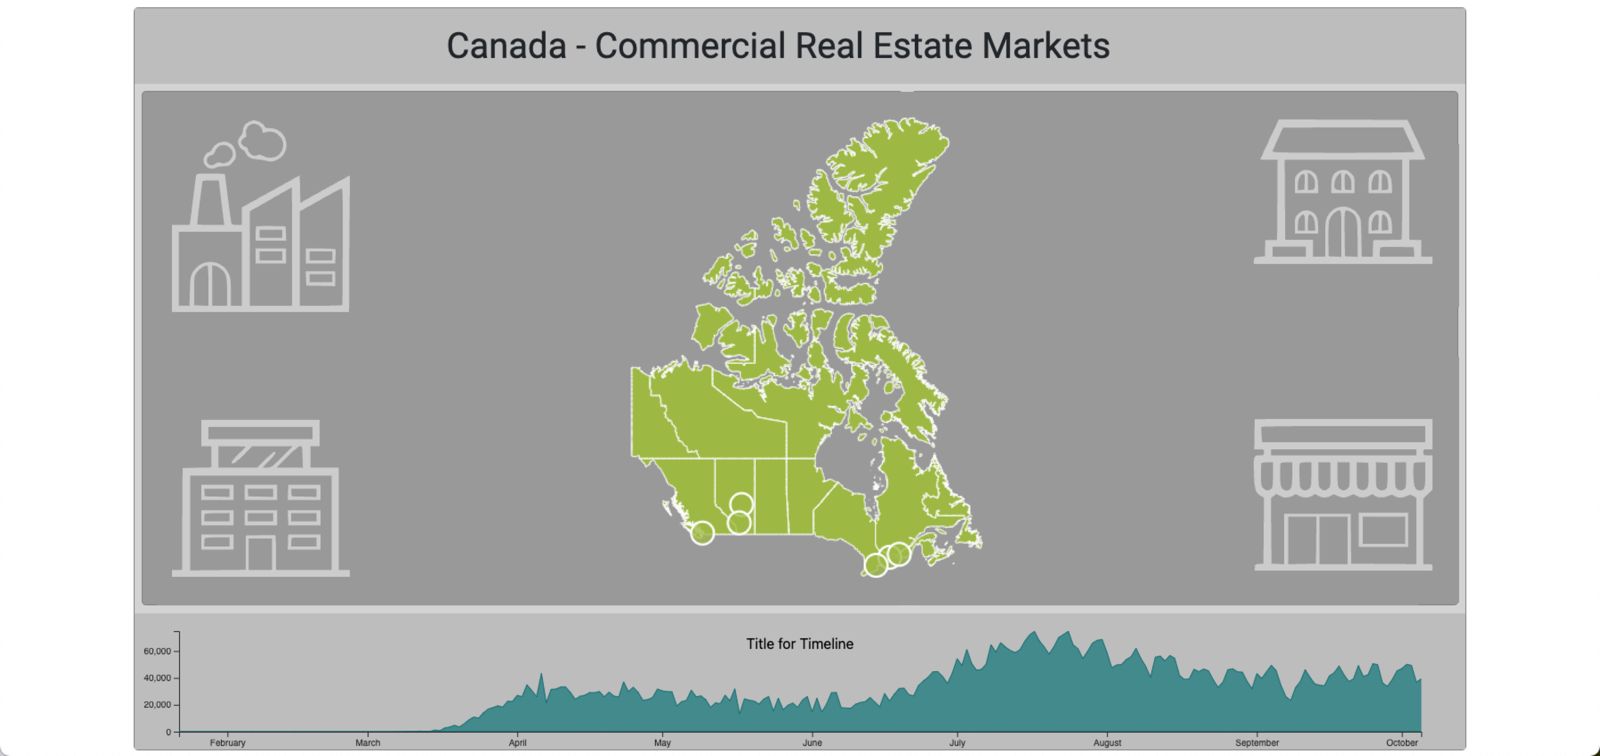 Canada - Commercial Real Estate Markets
Title for Timeline
60,000
40,000
20,000
0
February March April May June July August September October